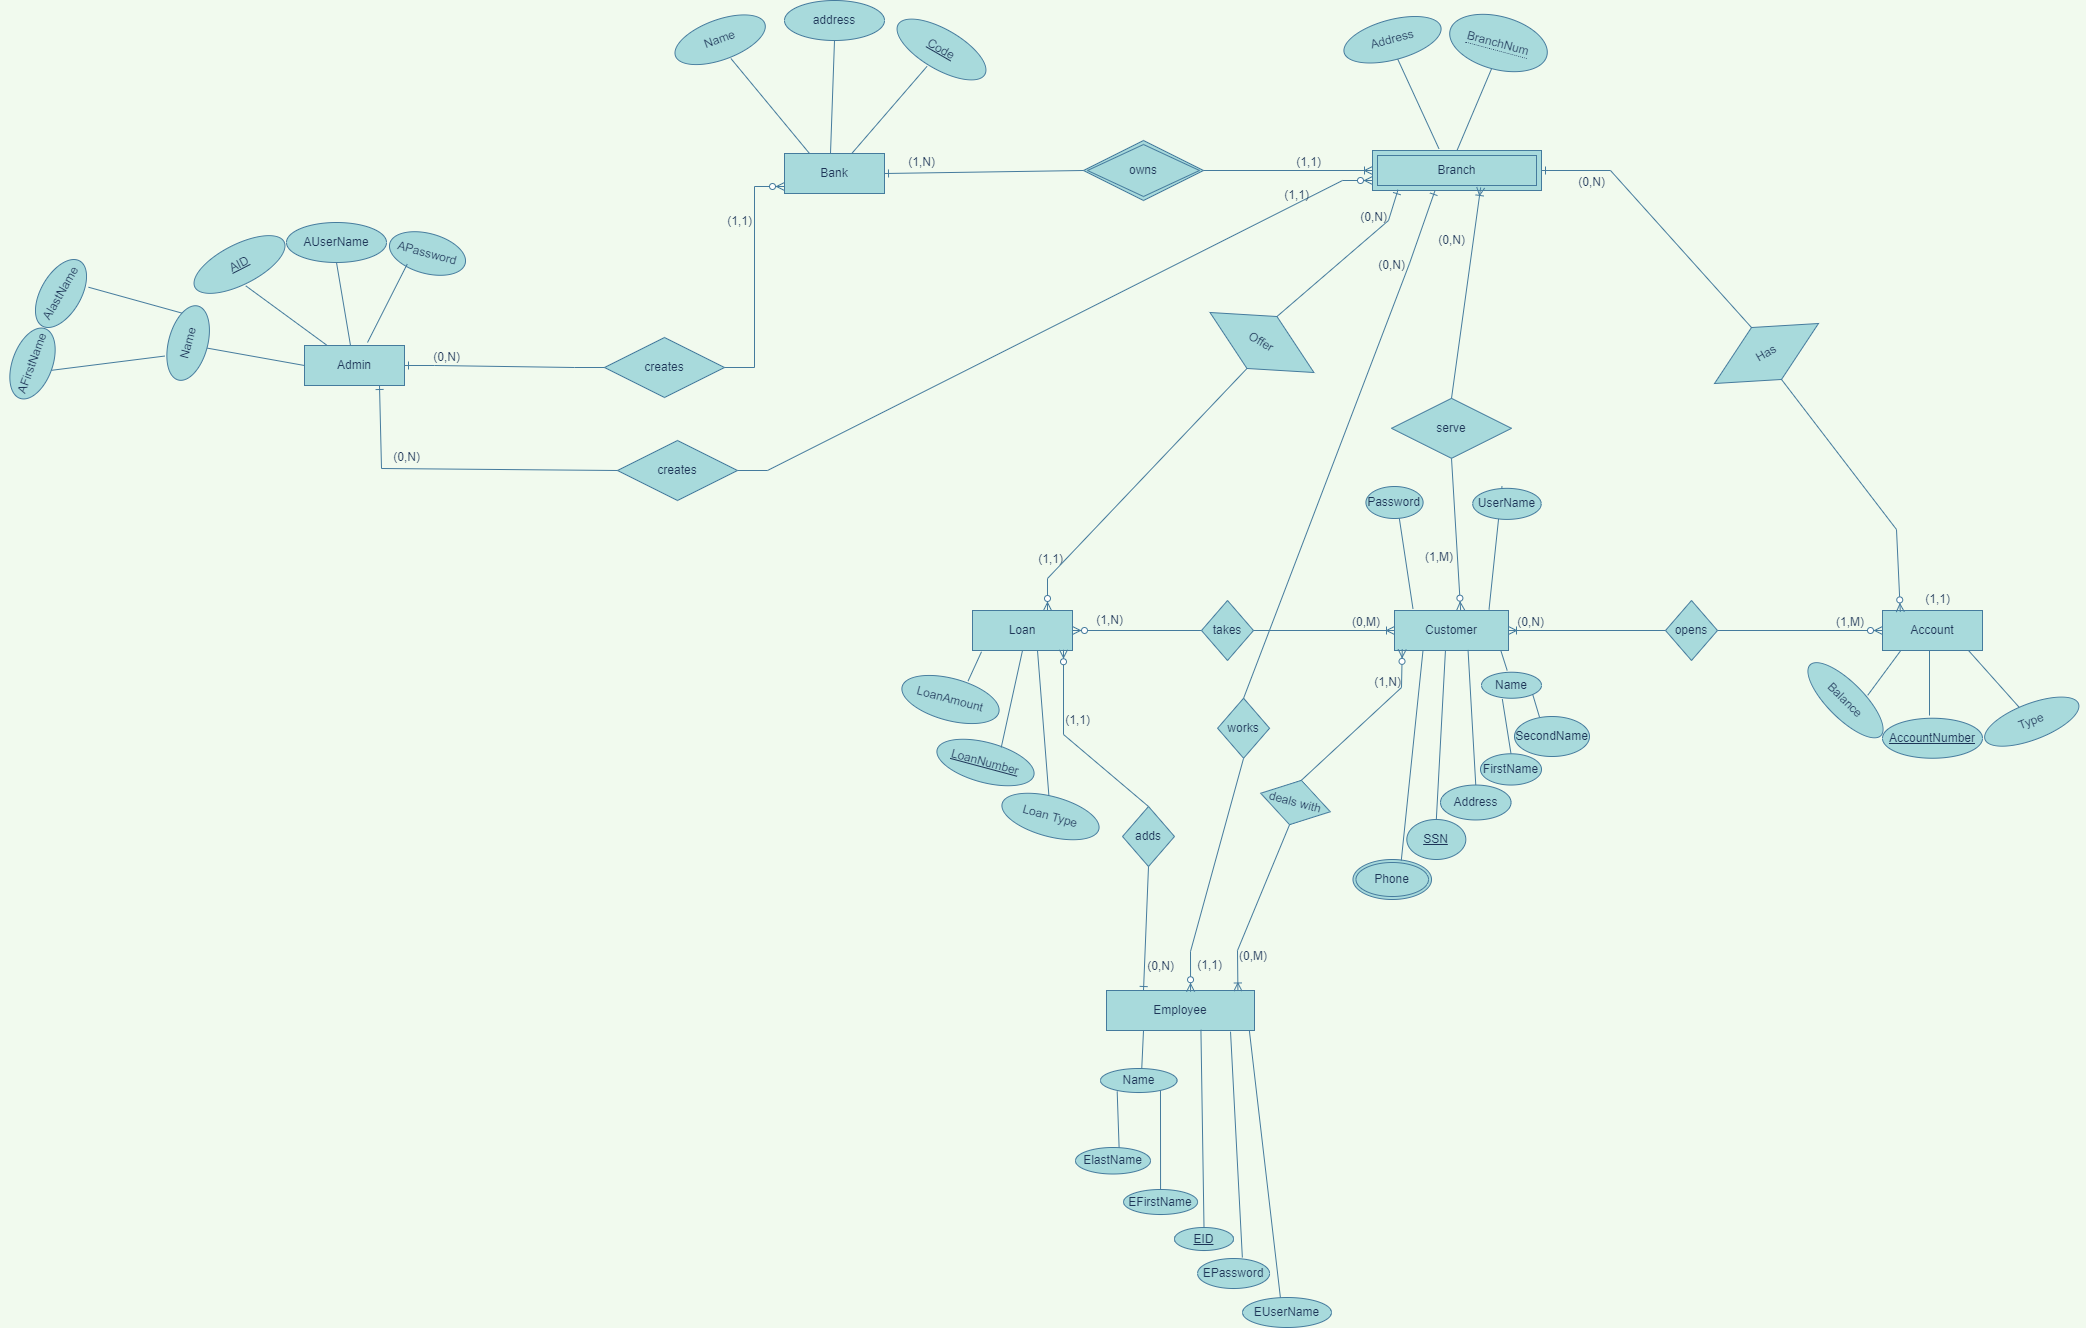 Name
address
Code
Address
BranchNum
Bank
(1,N)
owns
(1,1)
Branch
(0,N)
(1,1)
(1,1)
(0,N)
(0,N)
(0,N)
AID
AUserName
APassword
AlastName
AFirstName
Name
Admin
(0,N)
creates
(0,N)
creates
Offer
Has
serve
Password
UserName
(1,1)
(1,M)
(1,1)
Loan
(1,N)
takes
(0,M)
Customer
(0,N)
opens
(1,M)
Account
LoanAmount
LoanNumber
Loan Type
(1,1)
works
(1,N)
deals with
adds
Name
SecondName
FirstName
Address
SSN
Phone
Balance
AccountNumber
Type
(0,N)
(1,1)
(0,M)
Employee
Name
ElastName
EFirstName
EID
EPassword
EUserName